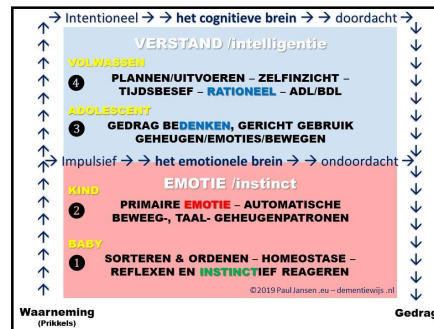 → Intentioneel → → het cognitieve brein → → doordacht →
VERSTAND /intelligentie
VOLWASSEN
4 PLANNEN/UITVOEREN – ZELFINZICHT –
TIJDSBESEF – RATIONEEL – ADL/BDL
ADOLESCENT
3 GEDRAG BEDENKEN, GERICHT GEBRUIK
GEHEUGEN/EMOTIES/BEWEGEN
→ Impulsief → → het emotionele brein → → ondoordacht →
EMOTIE /instinct
KIND
2 PRIMAIRE EMOTIE – AUTOMATISCHE
BEWEEG-, TAAL- GEHEUGENPATRONEN
BABY
1 SORTEREN & ORDENEN – HOMEOSTASE –
REFLEXEN EN INSTINCTIEF REAGEREN
©2019 Paul Jansen .eu – dementiewijs .nl
Waarneming
(Prikkels)
Gedrag